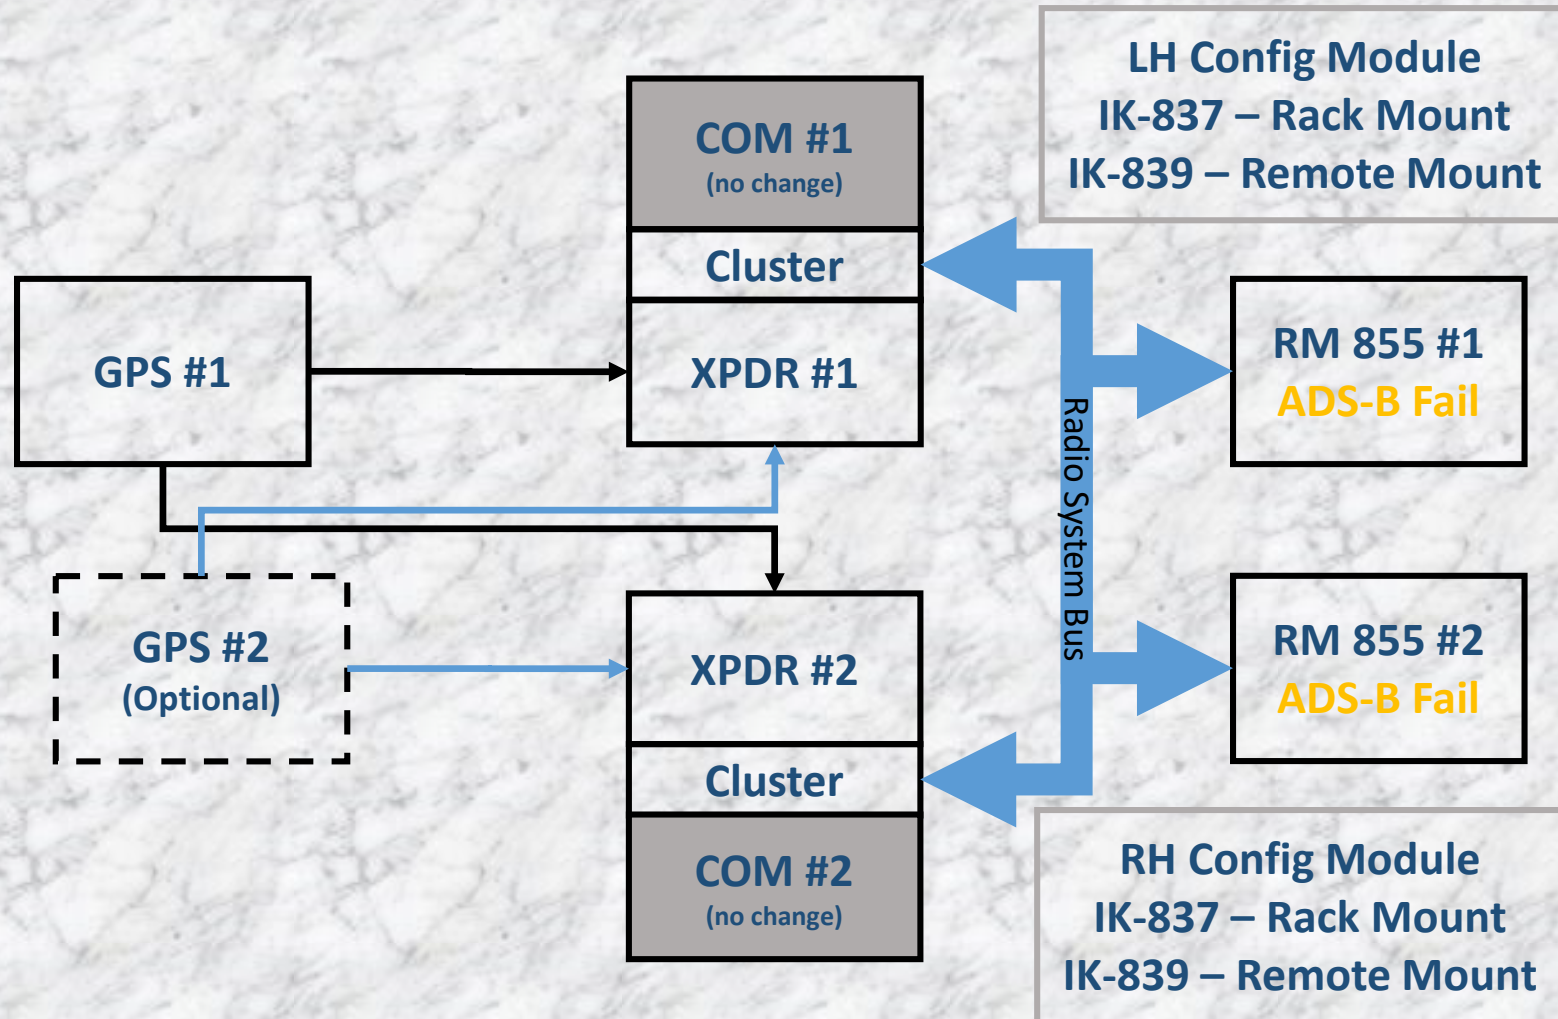 LH Config Module
IK-837 – Rack Mount
IK-839 – Remote Mount
COM #1
(no change)
Cluster
XPDR #1
GPS #1
RM 855 #1
ADS-B Fail
Radio System Bus
GPS #2
(Optional)
XPDR #2
Cluster
COM #2
(no change)
RM 855 #2
ADS-B Fail
RH Config Module
IK-837 – Rack Mount
IK-839 – Remote Mount